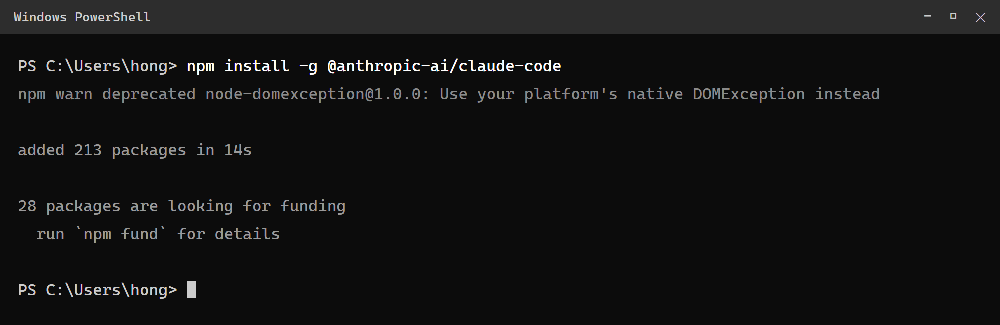 Windows PowerShell
PS C:\Users\hong> npm install -g @anthropic-ai/claude-code
npm warn deprecated node-domexception@1.0.0: Use your platform's native DOMException instead
added 213 packages in 14s
28 packages are looking for funding
  run `npm fund` for details
PS C:\Users\hong>